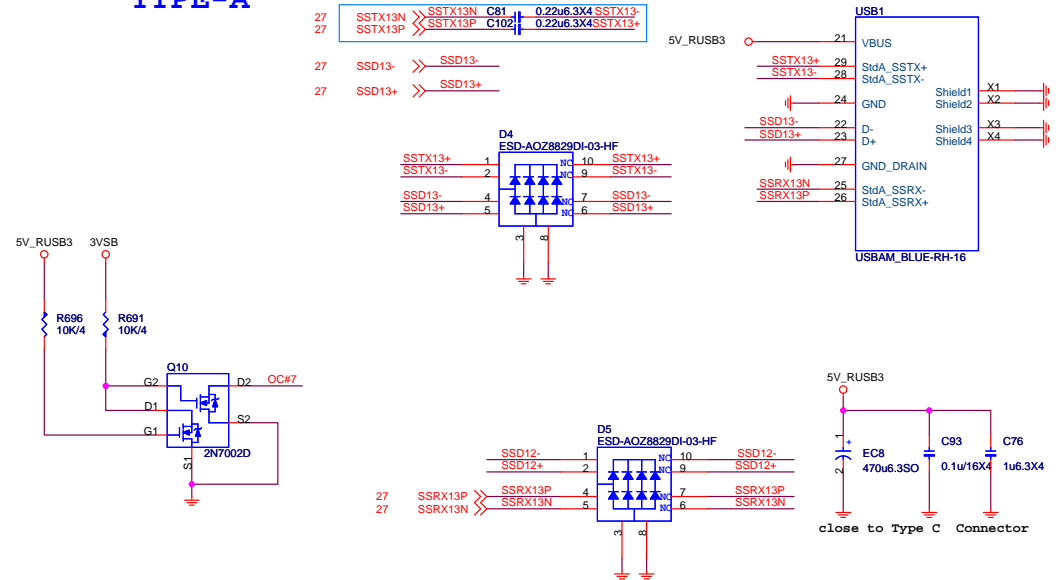 TYPE-A
27 SSTX13N SSTX13N C81 0.22u6.3X4 SSTX13-
27 SSTX13P SSTX13P C102 0.22u6.3X4 SSTX13+
27 SSD13- SSD13-
27 SSD13+ SSD13+
USB1
5V_RUSB3 21 VBUS
SSTX13+ 29 StdA_SSTX+
SSTX13- 28 StdA_SSTX-
Shield1 X1
24 GND Shield2 X2
SSD13- 22 D- Shield3 X3
SSD13+ 23 D+ Shield4 X4
27 GND_DRAIN
SSRX13N 25 StdA_SSRX-
SSRX13P 26 StdA_SSRX+
USBAM_BLUE-RH-16
D4
ESD-AOZ8829DI-03-HF
SSTX13+ 1 NC 10 SSTX13+
SSTX13- 2 NC 9 SSTX13-
SSD13- 4 NC 7 SSD13-
SSD13+ 5 NC 6 SSD13+
3 8
5V_RUSB3 3VSB
R696 R691
10K/4 10K/4
Q10
G2 D2 OC#7
D1 S2
G1
2N7002D
S1
D5
ESD-AOZ8829DI-03-HF
SSD12- 1 NC 10 SSD12-
SSD12+ 2 NC 9 SSD12+
27 SSRX13P SSRX13P 4 NC 7 SSRX13P
27 SSRX13N SSRX13N 5 NC 6 SSRX13N
3 8
5V_RUSB3
1 + EC8 C93 C76
2 470u6.3SO 0.1u/16X4 1u6.3X4
close to Type C Connector